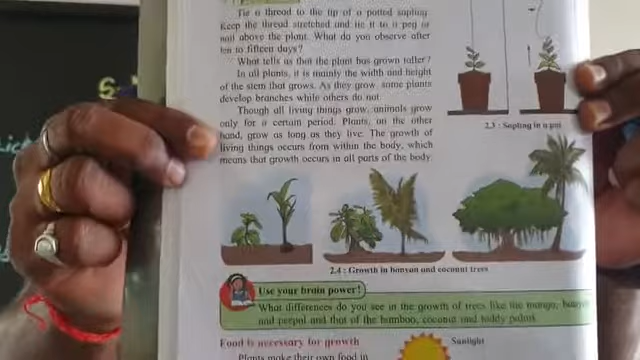 Tie a thread to the tip of a potted sapling.
Keep the thread stretched and tie it to a peg or
nail above the plant. What do you observe after
ten to fifteen days?
What tells us that the plant has grown taller?
In all plants, it is mainly the width and height
of the stem that grows. As they grow, some plants
develop branches while others do not.
Though all living things grow, animals grow
only for a certain period. Plants, on the other
hand, grow as long as they live. The growth of
living things occurs from within the body, which
means that growth occurs in all parts of the body.
2.3 : Sapling in a pot
2.4 : Growth in banyan and coconut trees
Use your brain power!
What differences do you see in the growth of trees like the mango, banyan
and peepal and that of the bamboo, coconut and toddy palms
Food is necessary for growth
Plants make their own food in
Sunlight